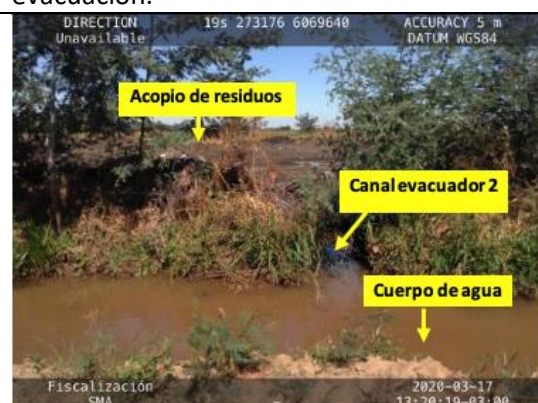 evacuación.
DIRECTION
Unavailable
19s 273176 6069640
ACCURACY 5 m
DATUM WGS84
Acopio de residuos
Canal evacuador 2
Cuerpo de agua
Fiscalización
SMA
2020-03-17
13:20:19-03:00